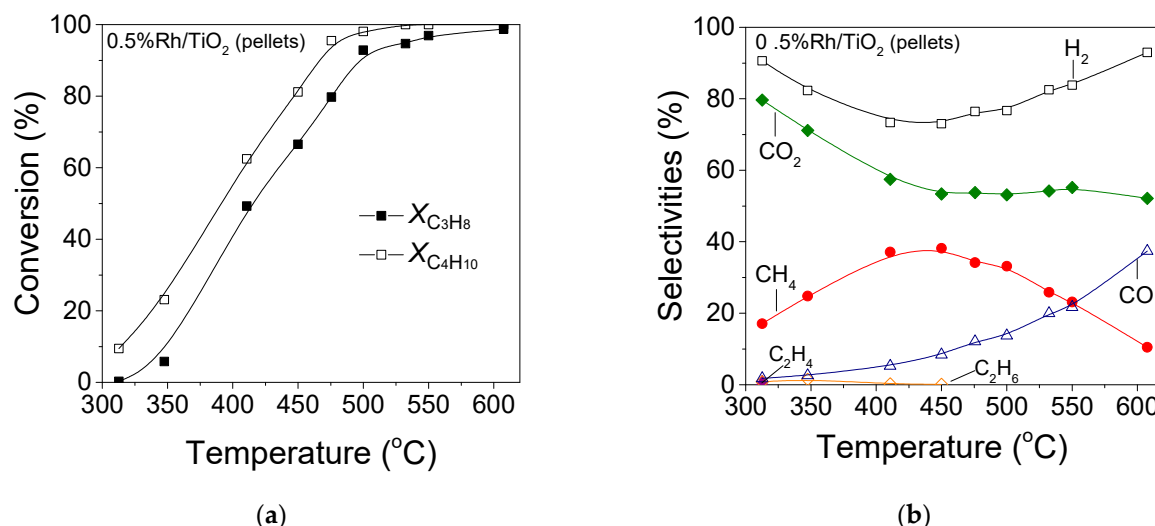 0.5%Rh/TiO2 (pellets)
100
80
60
40
20
0
Conversion (%)
XC3H8
XC4H10
300 350 400 450 500 550 600
Temperature (oC)
(a)
0 .5%Rh/TiO2 (pellets)
100
80
60
40
20
0
Selectivities (%)
H2
CO2
CH4
CO
C2H4
C2H6
300 350 400 450 500 550 600
Temperature (oC)
(b)